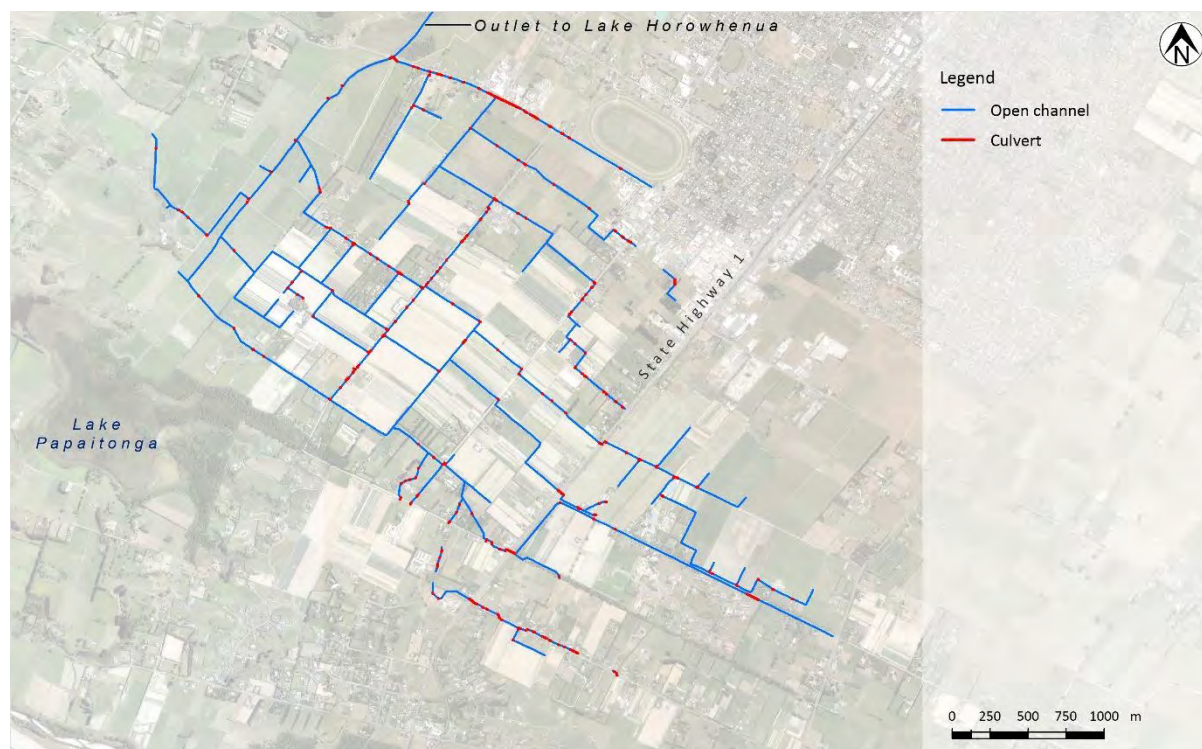 Outlet to Lake Horowhenua
N
Legend
Open channel
Culvert
State Highway 1
Lake
Papaitonga
0 250 500 750 1000 m